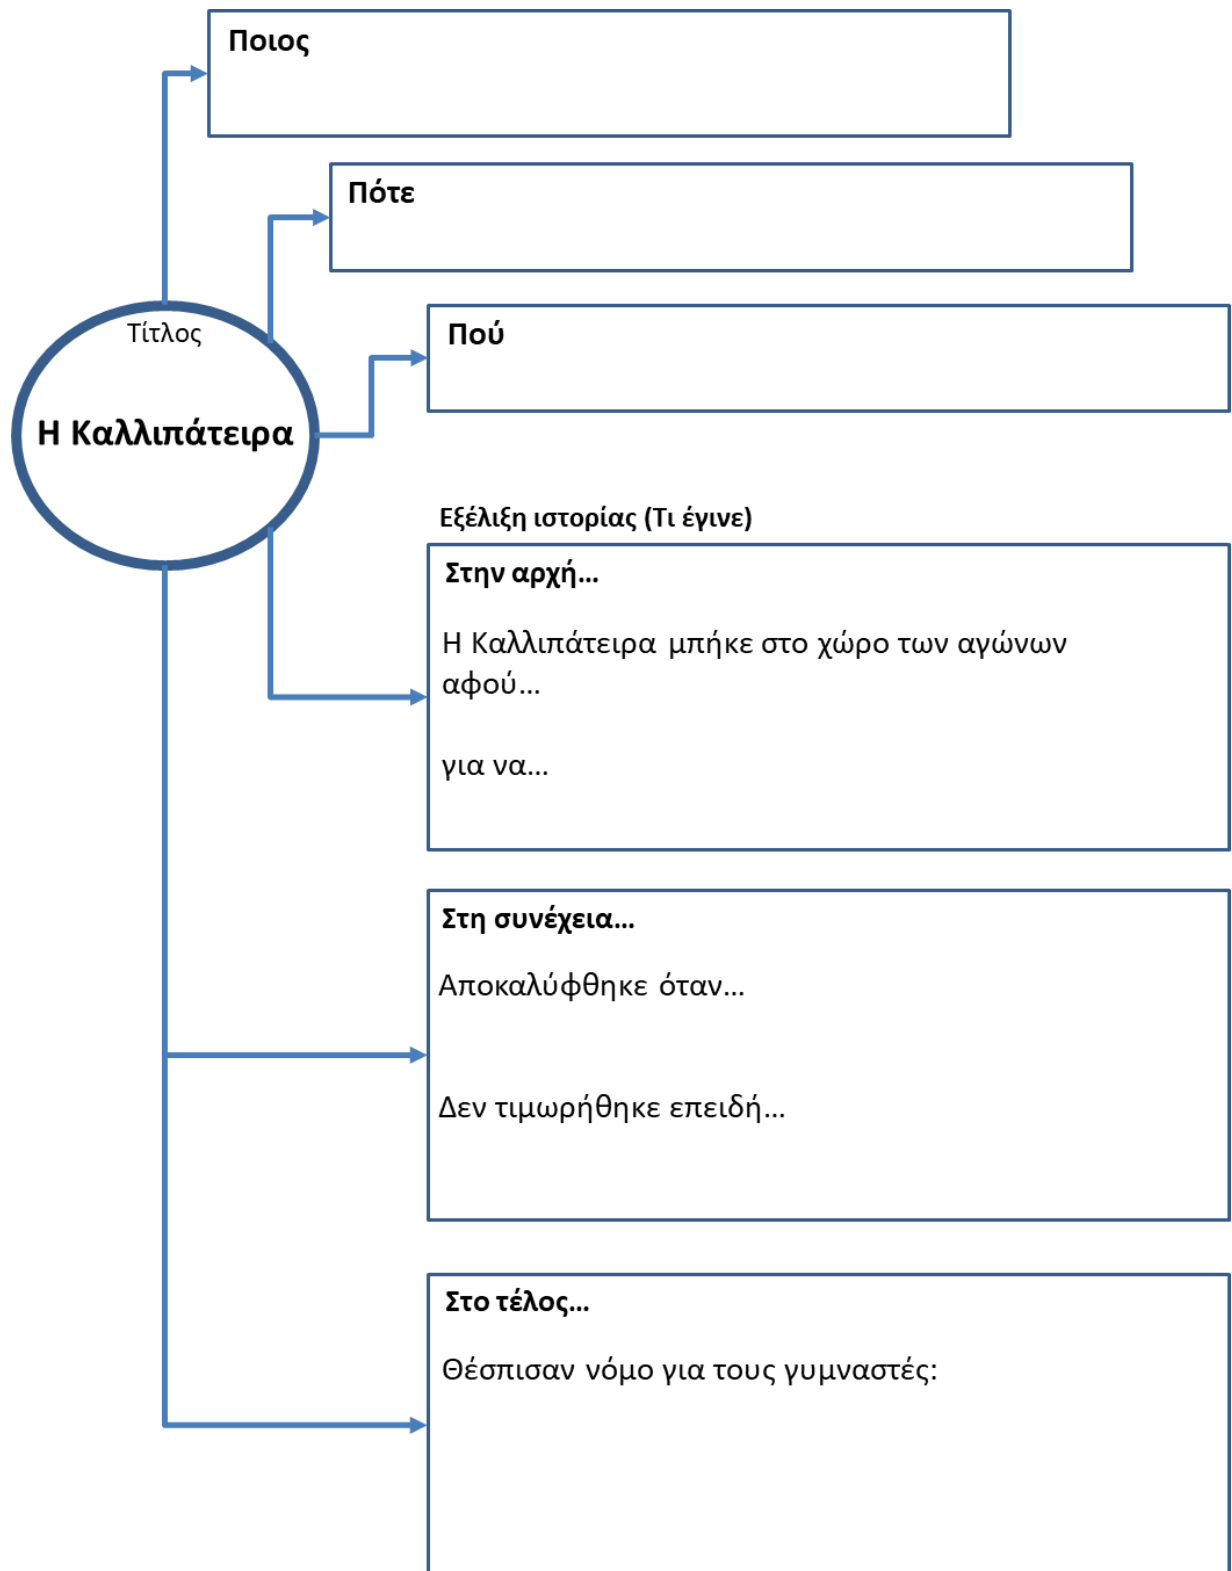 Ποιος
Πότε
Πού
Τίτλος
Η Καλλιπάτειρα
Εξέλιξη ιστορίας (Τι έγινε)
Στην αρχή...
Η Καλλιπάτειρα μπήκε στο χώρο των αγώνων
αφού...
για να...
Στη συνέχεια...
Αποκαλύφθηκε όταν...
Δεν τιμωρήθηκε επειδή...
Στο τέλος...
Θέσπισαν νόμο για τους γυμναστές: